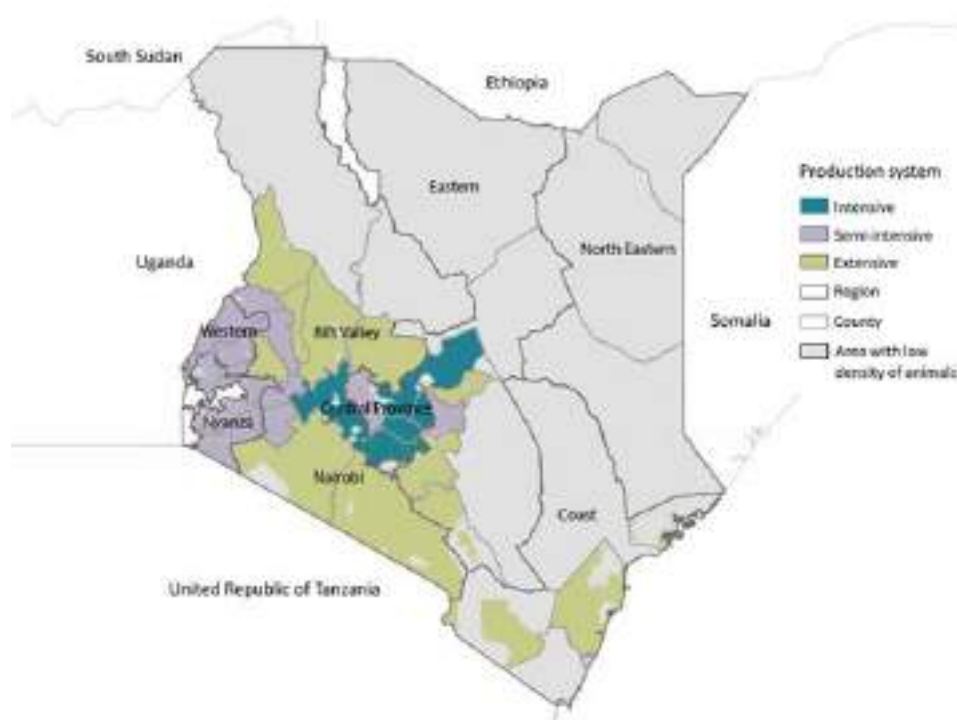 South Sudan
Ethiopia
Eastern
North Eastern
Uganda
Somalia
Western
Rift Valley
Central Province
Nyanza
Nairobi
Coast
United Republic of Tanzania
Production system
Intensive
Semi-intensive
Extensive
Region
County
Area with low
density of animals